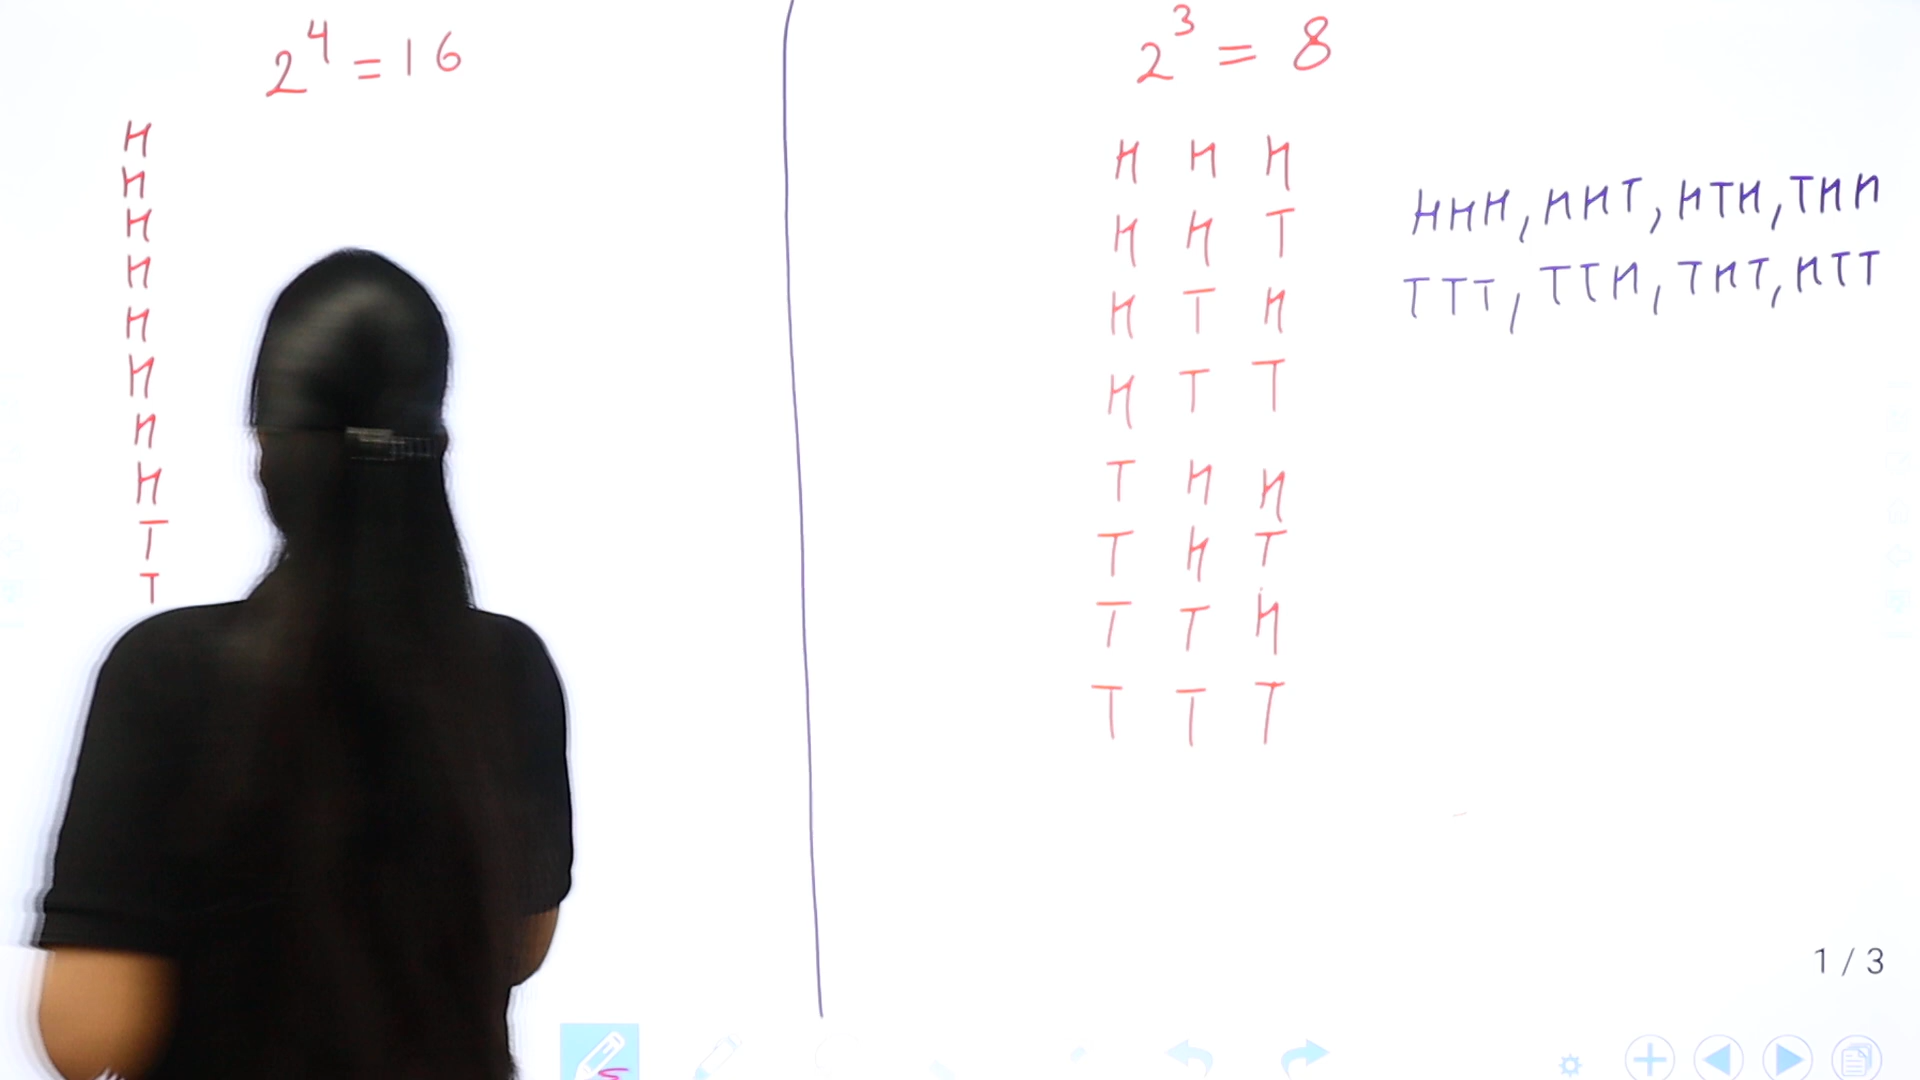 2⁴ = 16
H
H
H
H
H
H
H
H
T
T
2³ = 8
H H H
H H T
H T H
H T T
T H H
T H T
T T H
T T T
HHH, HHT, HTH, THH
TTT, TTH, THT, HTT
1 / 3